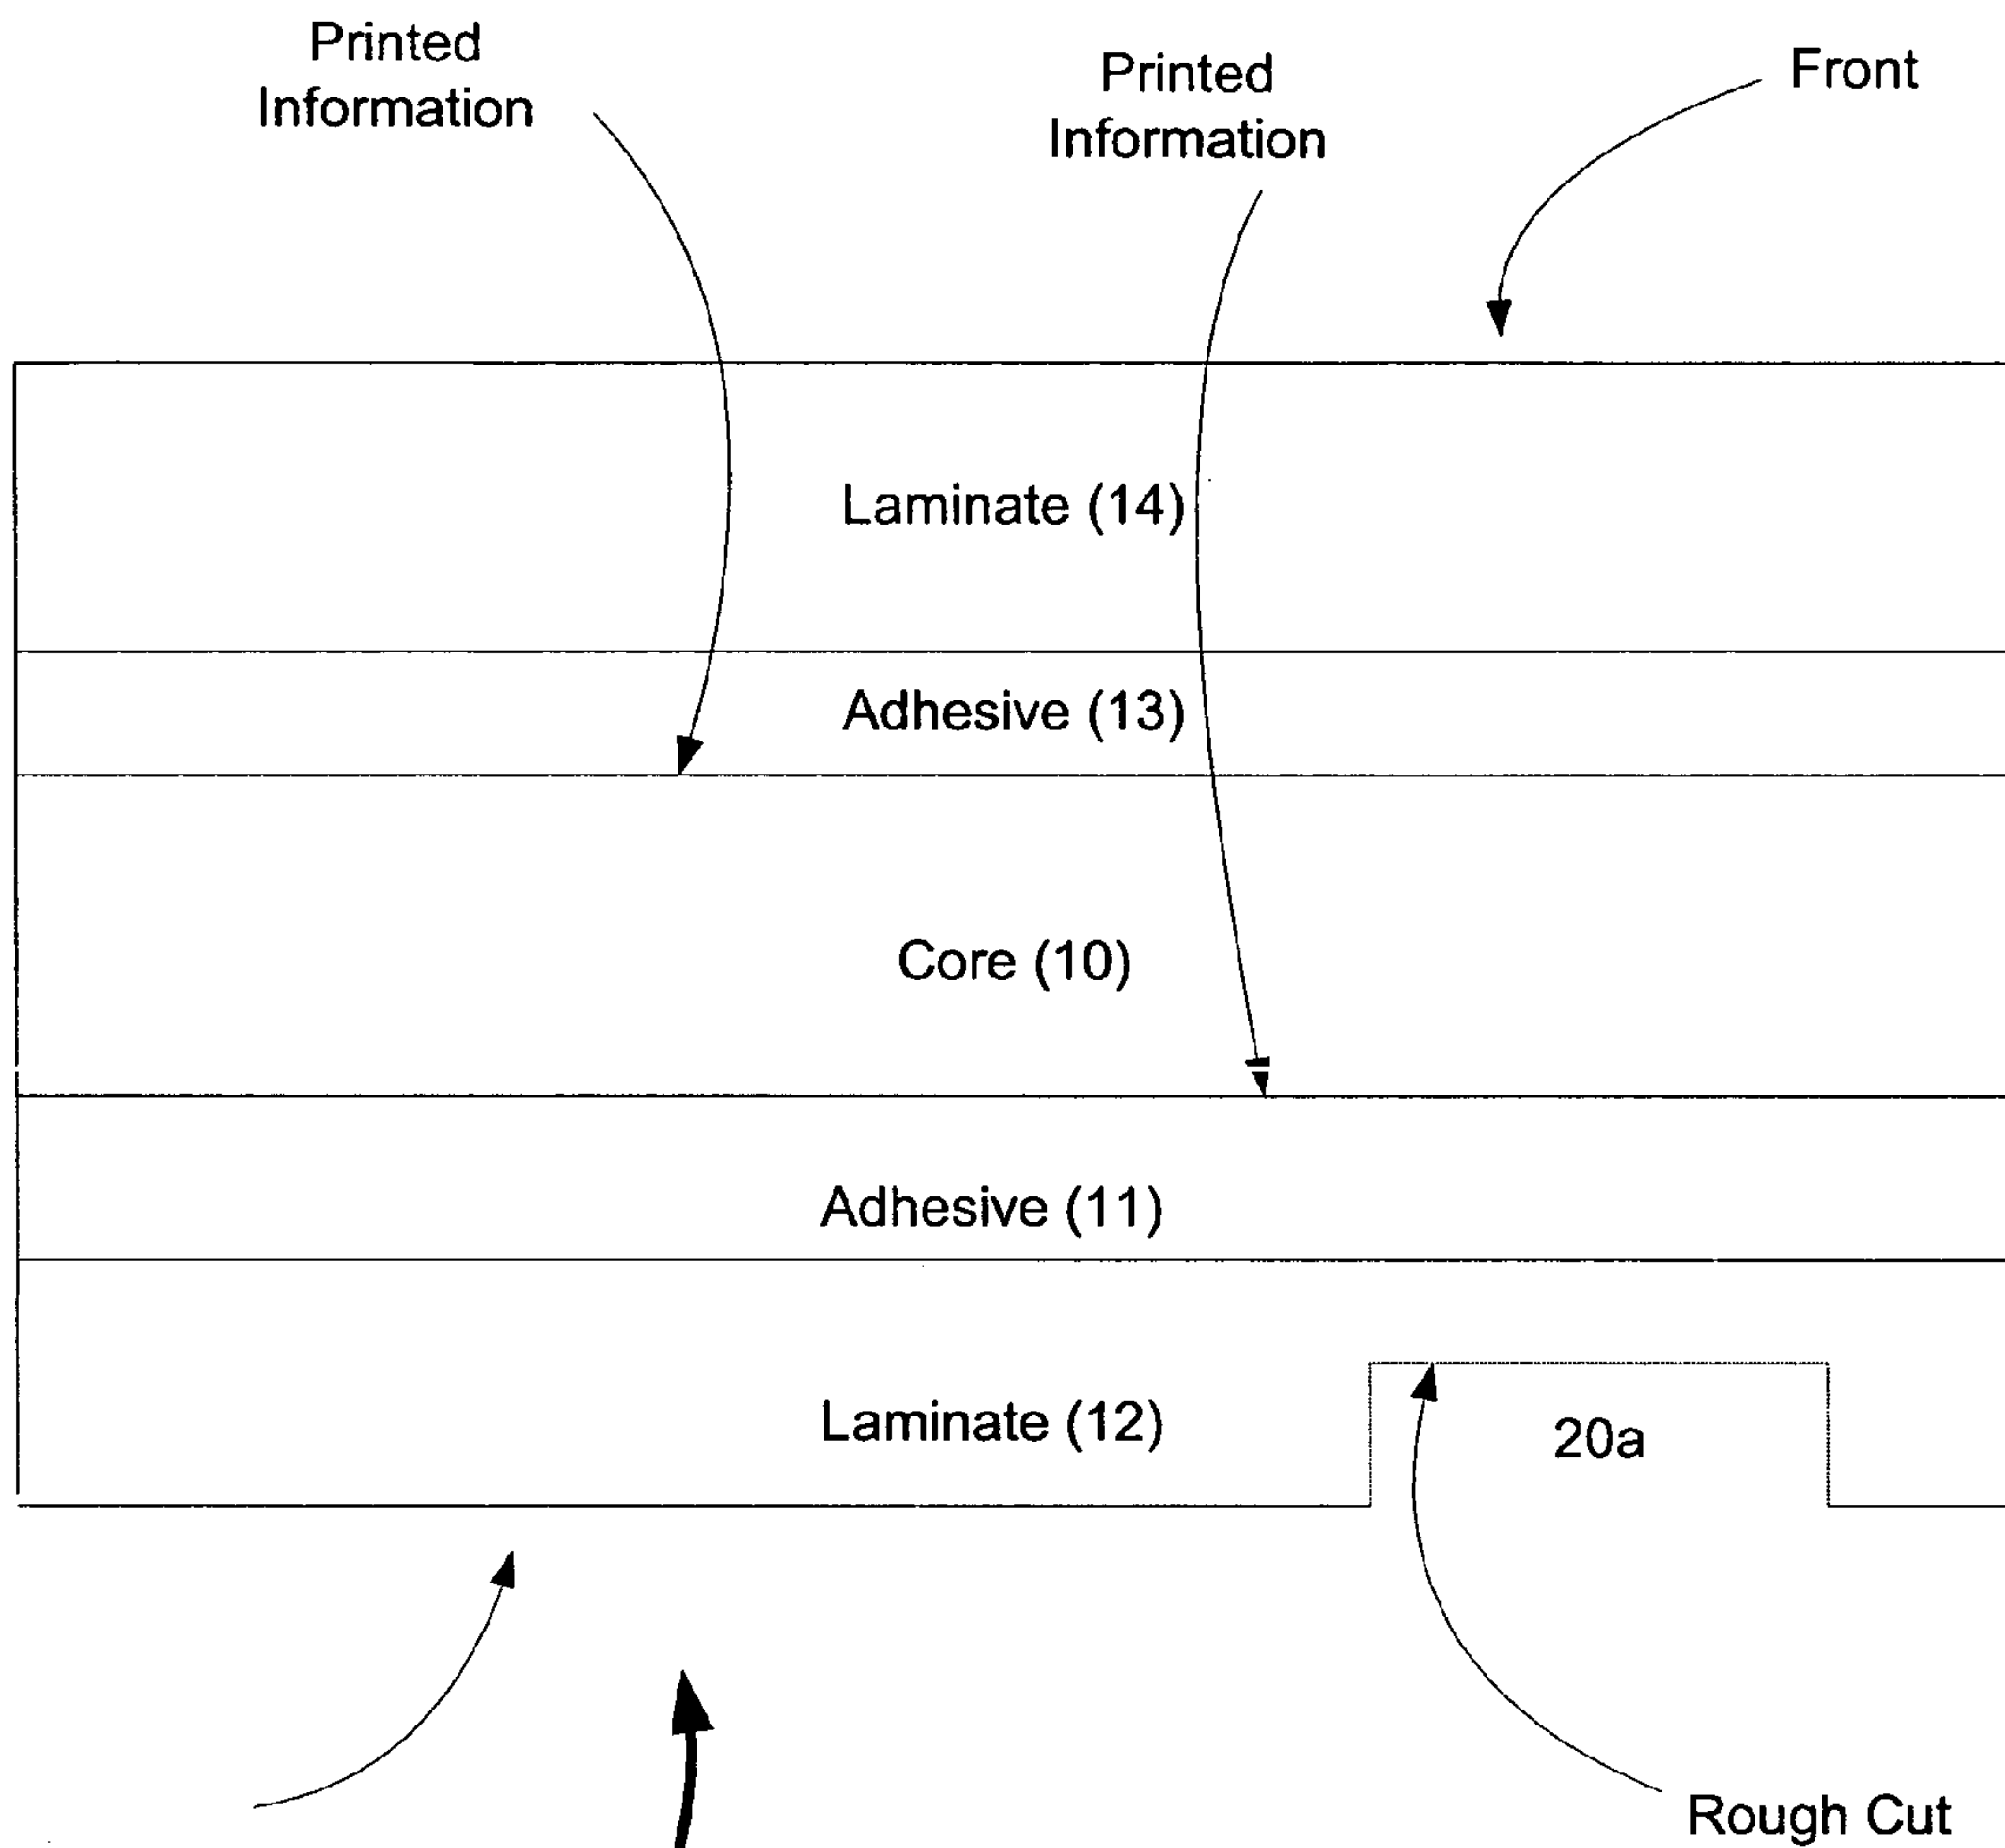 Printed
Information
Printed
Information
Front
Laminate (14)
Adhesive (13)
Core (10)
Adhesive (11)
Laminate (12)
20a
Rough Cut